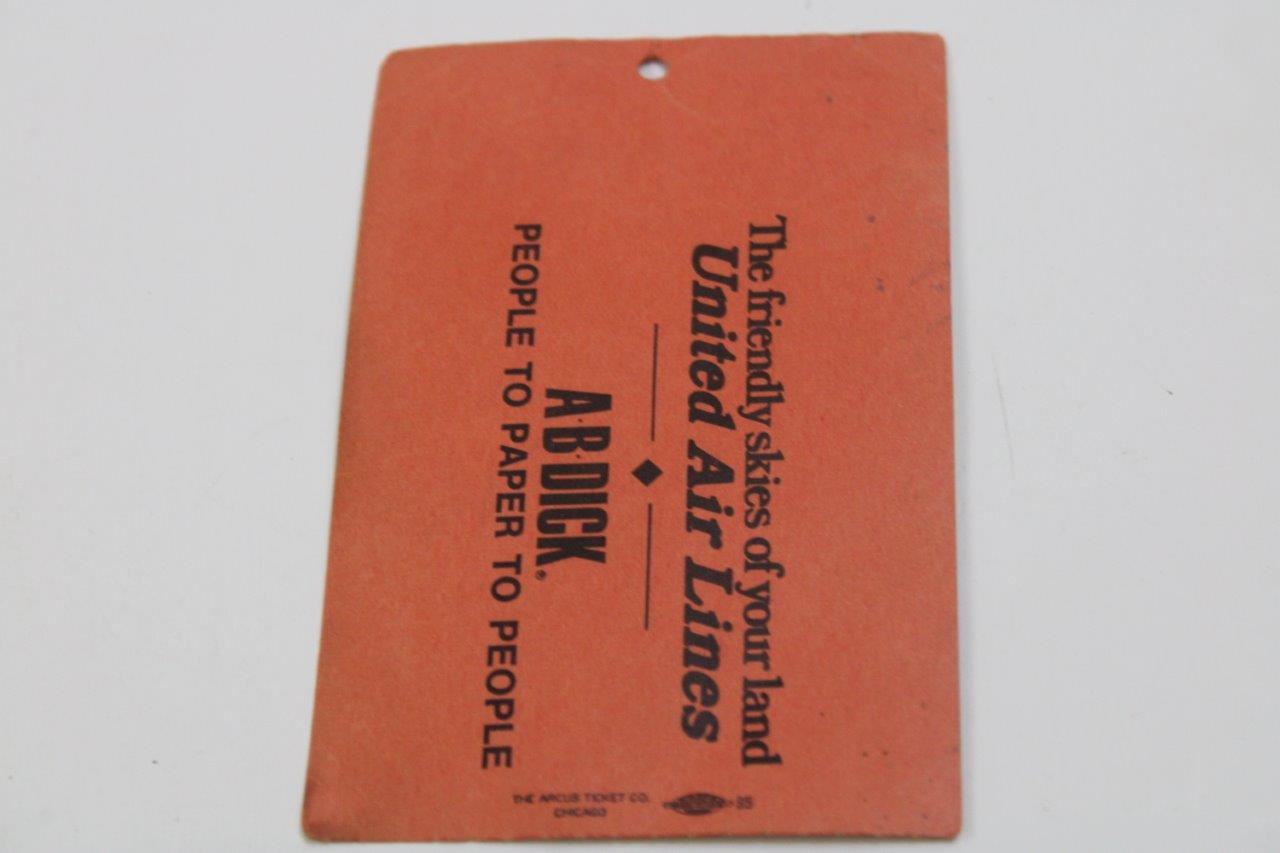 The friendly skies of your land
United Air Lines
A·B·DICK®
PEOPLE TO PAPER TO PEOPLE
THE ARCUS TICKET CO.
CHICAGO